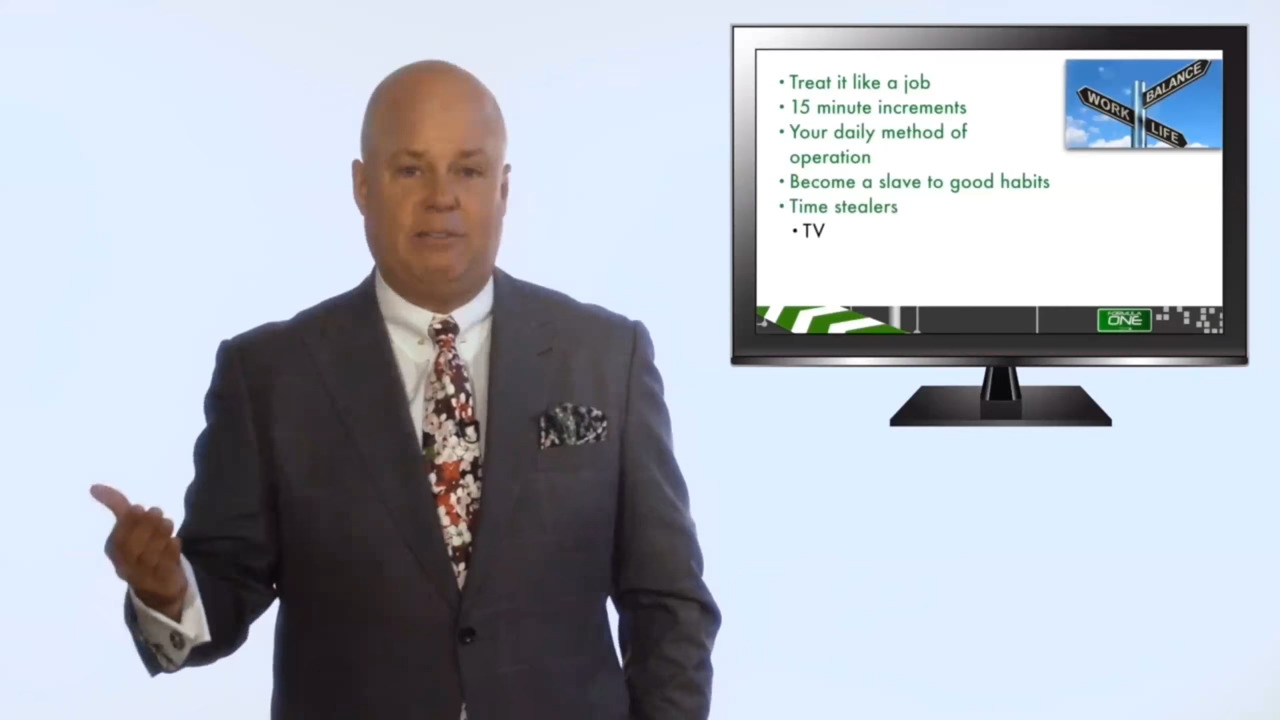 • Treat it like a job
• 15 minute increments
• Your daily method of
operation
• Become a slave to good habits
• Time stealers
• TV
BALANCE
WORK
LIFE
FORMULA
ONE